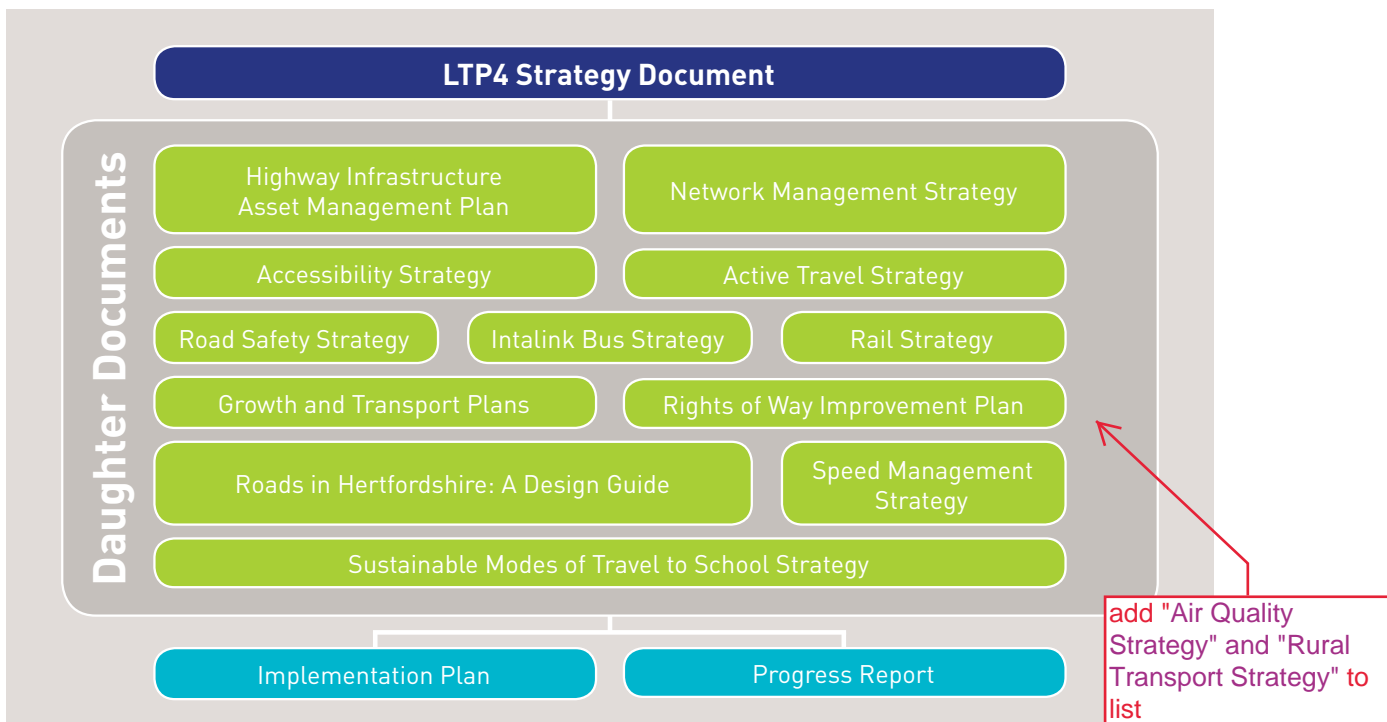 LTP4 Strategy Document
Daughter Documents
Highway Infrastructure
Asset Management Plan
Network Management Strategy
Accessibility Strategy
Active Travel Strategy
Road Safety Strategy
Intalink Bus Strategy
Rail Strategy
Growth and Transport Plans
Rights of Way Improvement Plan
Roads in Hertfordshire: A Design Guide
Speed Management
Strategy
Sustainable Modes of Travel to School Strategy
Implementation Plan
Progress Report
add "Air Quality
Strategy" and "Rural
Transport Strategy" to
list